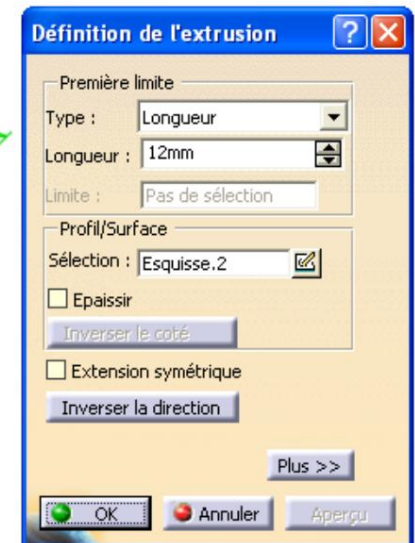 Définition de l'extrusion
Première limite
Type : Longueur
Longueur : 12mm
Limite : Pas de sélection
Profil/Surface
Sélection : Esquisse.2
Epaissir
Inverser le coté
Extension symétrique
Inverser la direction
Plus >>
OK Annuler Aperçu